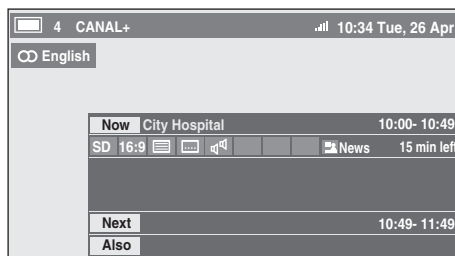 4 CANAL+ 10:34 Tue, 26 Apr
English
Now City Hospital 10:00- 10:49
SD 16:9 News 15 min left
Next 10:49- 11:49
Also